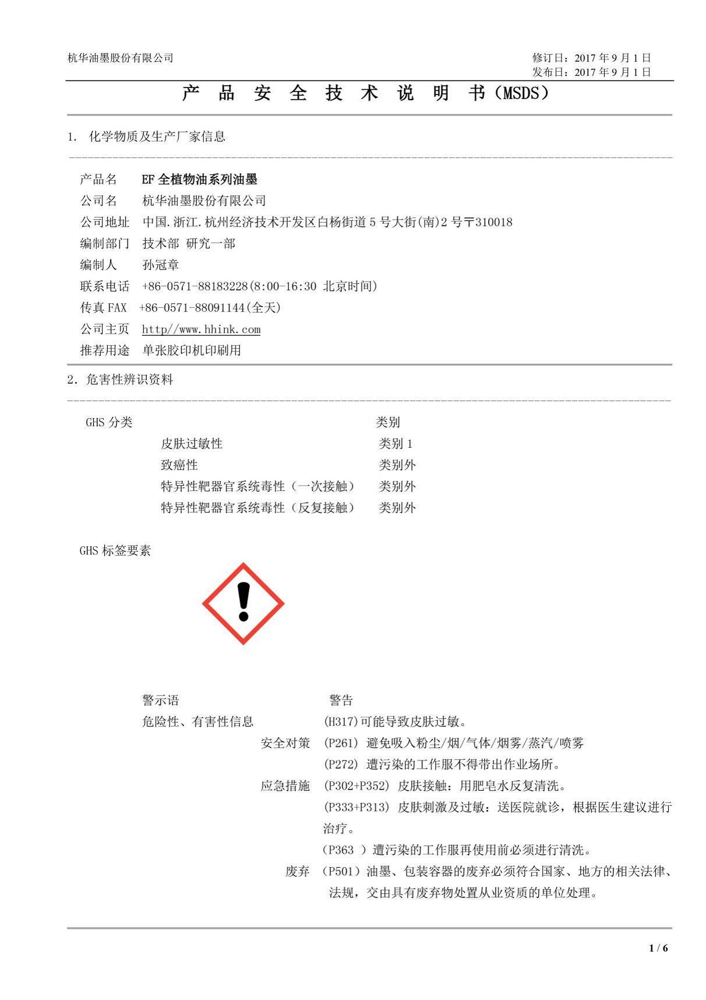 杭华油墨股份有限公司 修订日：2017 年 9 月 1 日
发布日：2017 年 9 月 1 日
产 品 安 全 技 术 说 明 书（MSDS）
1. 化学物质及生产厂家信息
产品名 EF 全植物油系列油墨
公司名 杭华油墨股份有限公司
公司地址 中国.浙江.杭州经济技术开发区白杨街道 5 号大街(南)2 号〒310018
编制部门 技术部 研究一部
编制人 孙冠章
联系电话 +86-0571-88183228(8:00-16:30 北京时间)
传真 FAX +86-0571-88091144(全天)
公司主页 http//www.hhink.com
推荐用途 单张胶印机印刷用
2. 危害性辨识资料
GHS 分类 类别
皮肤过敏性 类别 1
致癌性 类别外
特异性靶器官系统毒性（一次接触） 类别外
特异性靶器官系统毒性（反复接触） 类别外
GHS 标签要素
警示语 警告
危险性、有害性信息 (H317)可能导致皮肤过敏。
安全对策 (P261) 避免吸入粉尘/烟/气体/烟雾/蒸汽/喷雾
(P272) 遭污染的工作服不得带出作业场所。
应急措施 (P302+P352) 皮肤接触：用肥皂水反复清洗。
(P333+P313) 皮肤刺激及过敏：送医院就诊，根据医生建议进行
治疗。
（P363 ）遭污染的工作服再使用前必须进行清洗。
废弃 （P501）油墨、包装容器的废弃必须符合国家、地方的相关法律、
法规，交由具有废弃物处置从业资质的单位处理。
1 / 6